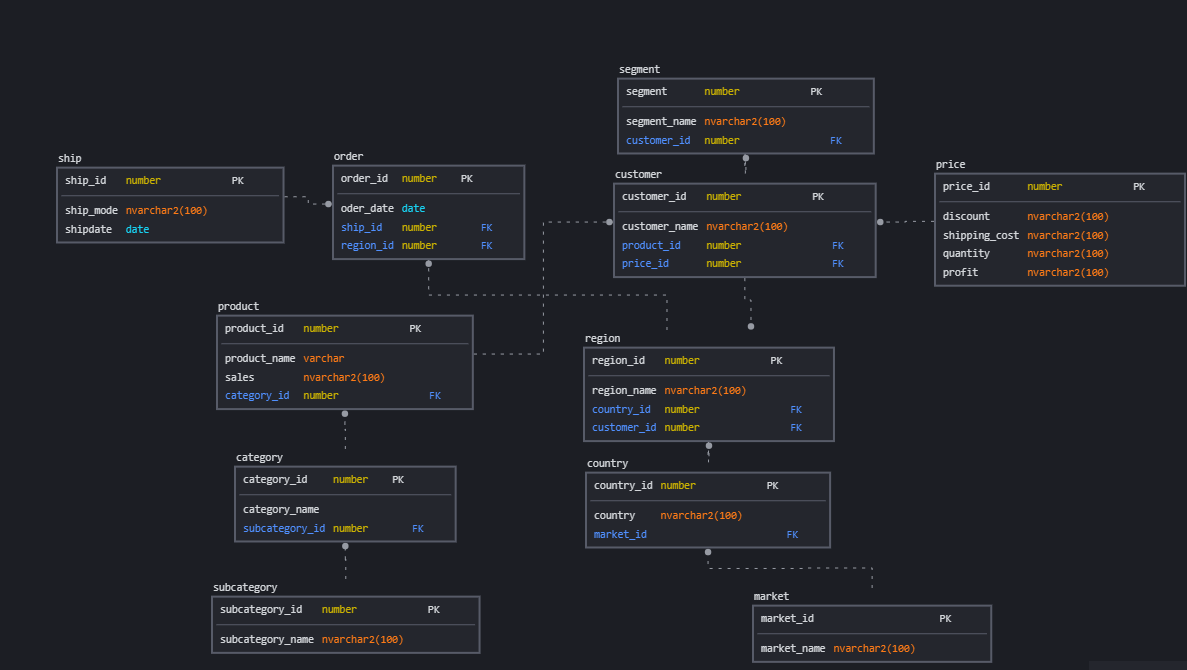 segment
segment number PK
segment_name nvarchar2(100)
customer_id number FK
ship
ship_id number PK
ship_mode nvarchar2(100)
shipdate date
order
order_id number PK
oder_date date
ship_id number FK
region_id number FK
customer
customer_id number PK
customer_name nvarchar2(100)
product_id number FK
price_id number FK
price
price_id number PK
discount nvarchar2(100)
shipping_cost nvarchar2(100)
quantity nvarchar2(100)
profit nvarchar2(100)
product
product_id number PK
product_name varchar
sales nvarchar2(100)
category_id number FK
region
region_id number PK
region_name nvarchar2(100)
country_id number FK
customer_id number FK
category
category_id number PK
category_name
subcategory_id number FK
country
country_id number PK
country nvarchar2(100)
market_id FK
subcategory
subcategory_id number PK
subcategory_name nvarchar2(100)
market
market_id PK
market_name nvarchar2(100)